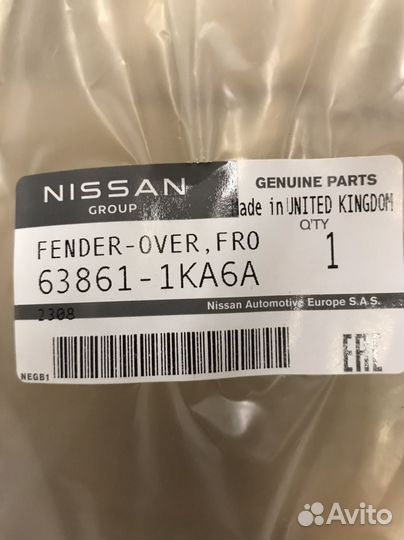 NISSAN
GROUP
GENUINE PARTS
Made in UNITED KINGDOM
FENDER-OVER,FRO
Q'TY
63861-1KA6A
1
Nissan Automotive Europe S.A.S.
2308
NEGB1
EAC
Avito